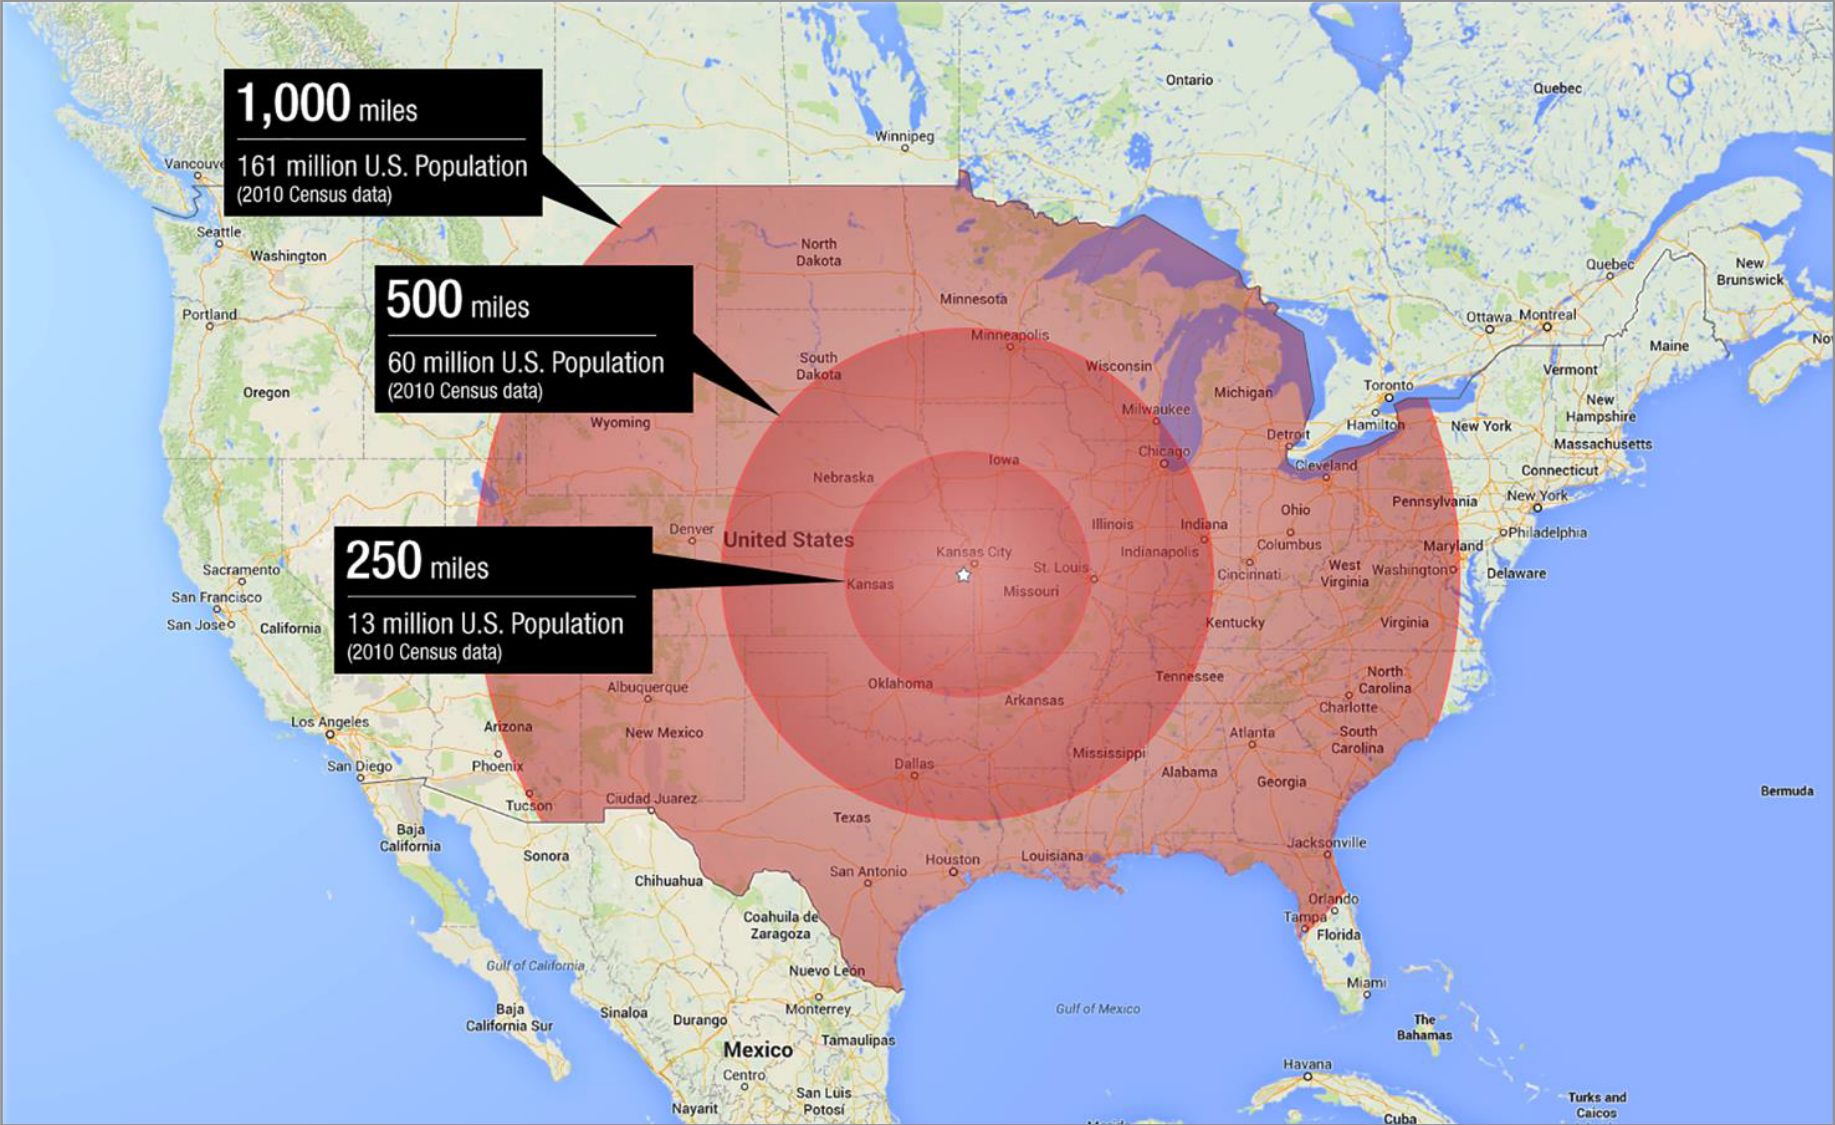 1,000 miles
161 million U.S. Population
(2010 Census data)
500 miles
60 million U.S. Population
(2010 Census data)
250 miles
13 million U.S. Population
(2010 Census data)
Ontario
Quebec
Winnipeg
Seattle
Washington
North
Dakota
Quebec
New
Brunswick
Minnesota
Portland
Ottawa
Montreal
Maine
Minneapolis
South
Dakota
Wisconsin
Vermont
Oregon
Michigan
Toronto
New
Hampshire
Milwaukee
Wyoming
Hamilton
New York
Detroit
Massachusetts
Chicago
Iowa
Cleveland
Connecticut
Nebraska
New York
Pennsylvania
Ohio
Illinois
Indiana
Denver
United States
Philadelphia
Columbus
Maryland
Kansas City
Indianapolis
St. Louis
Cincinnati
West
Virginia
Washington
Delaware
Sacramento
Kansas
Missouri
San Francisco
San Jose
California
Kentucky
Virginia
North
Carolina
Tennessee
Oklahoma
Albuquerque
Arkansas
Charlotte
Los Angeles
Arizona
New Mexico
Atlanta
South
Carolina
Mississippi
San Diego
Phoenix
Dallas
Alabama
Georgia
Bermuda
Tucson
Ciudad Juarez
Texas
Baja
California
Jacksonville
Sonora
Houston
Louisiana
San Antonio
Chihuahua
Orlando
Tampa
Coahuila de
Zaragoza
Florida
Gulf of California
Nuevo León
Miami
Baja
California Sur
Sinaloa
Durango
Monterrey
Gulf of Mexico
The
Bahamas
Tamaulipas
Mexico
Centro
Havana
San Luis
Potosí
Nayarit
Turks and
Caicos
Cuba